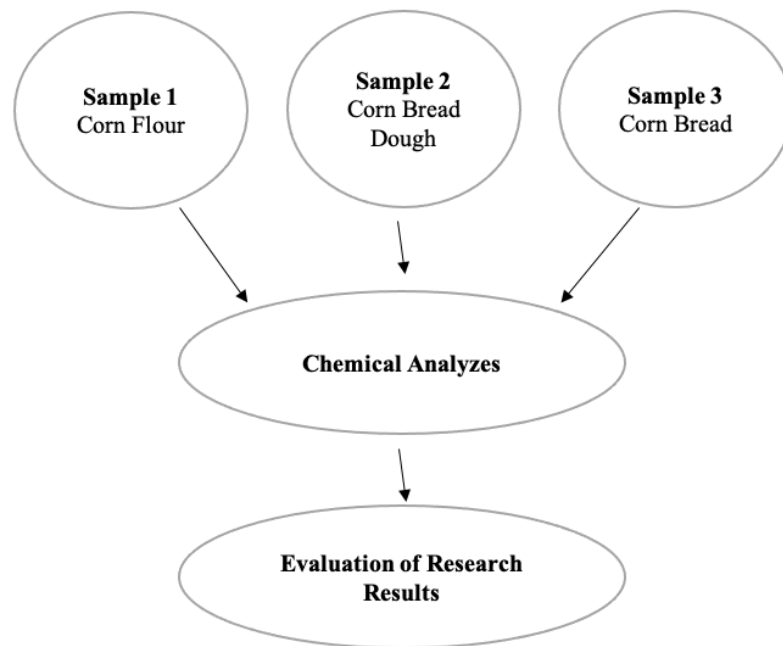 Sample 1
Corn Flour
Sample 2
Corn Bread
Dough
Sample 3
Corn Bread
Chemical Analyzes
Evaluation of Research
Results